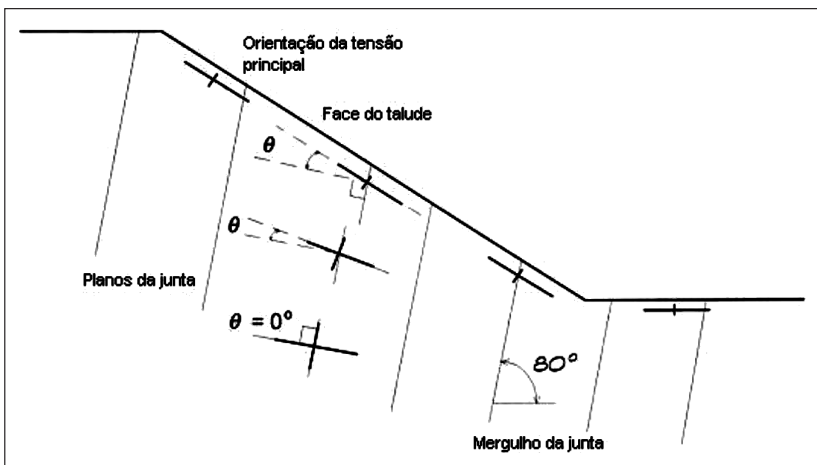 Orientação da tensão
principal
Face do talude
θ
θ
Planos da junta
θ = 0°
80°
Mergulho da junta